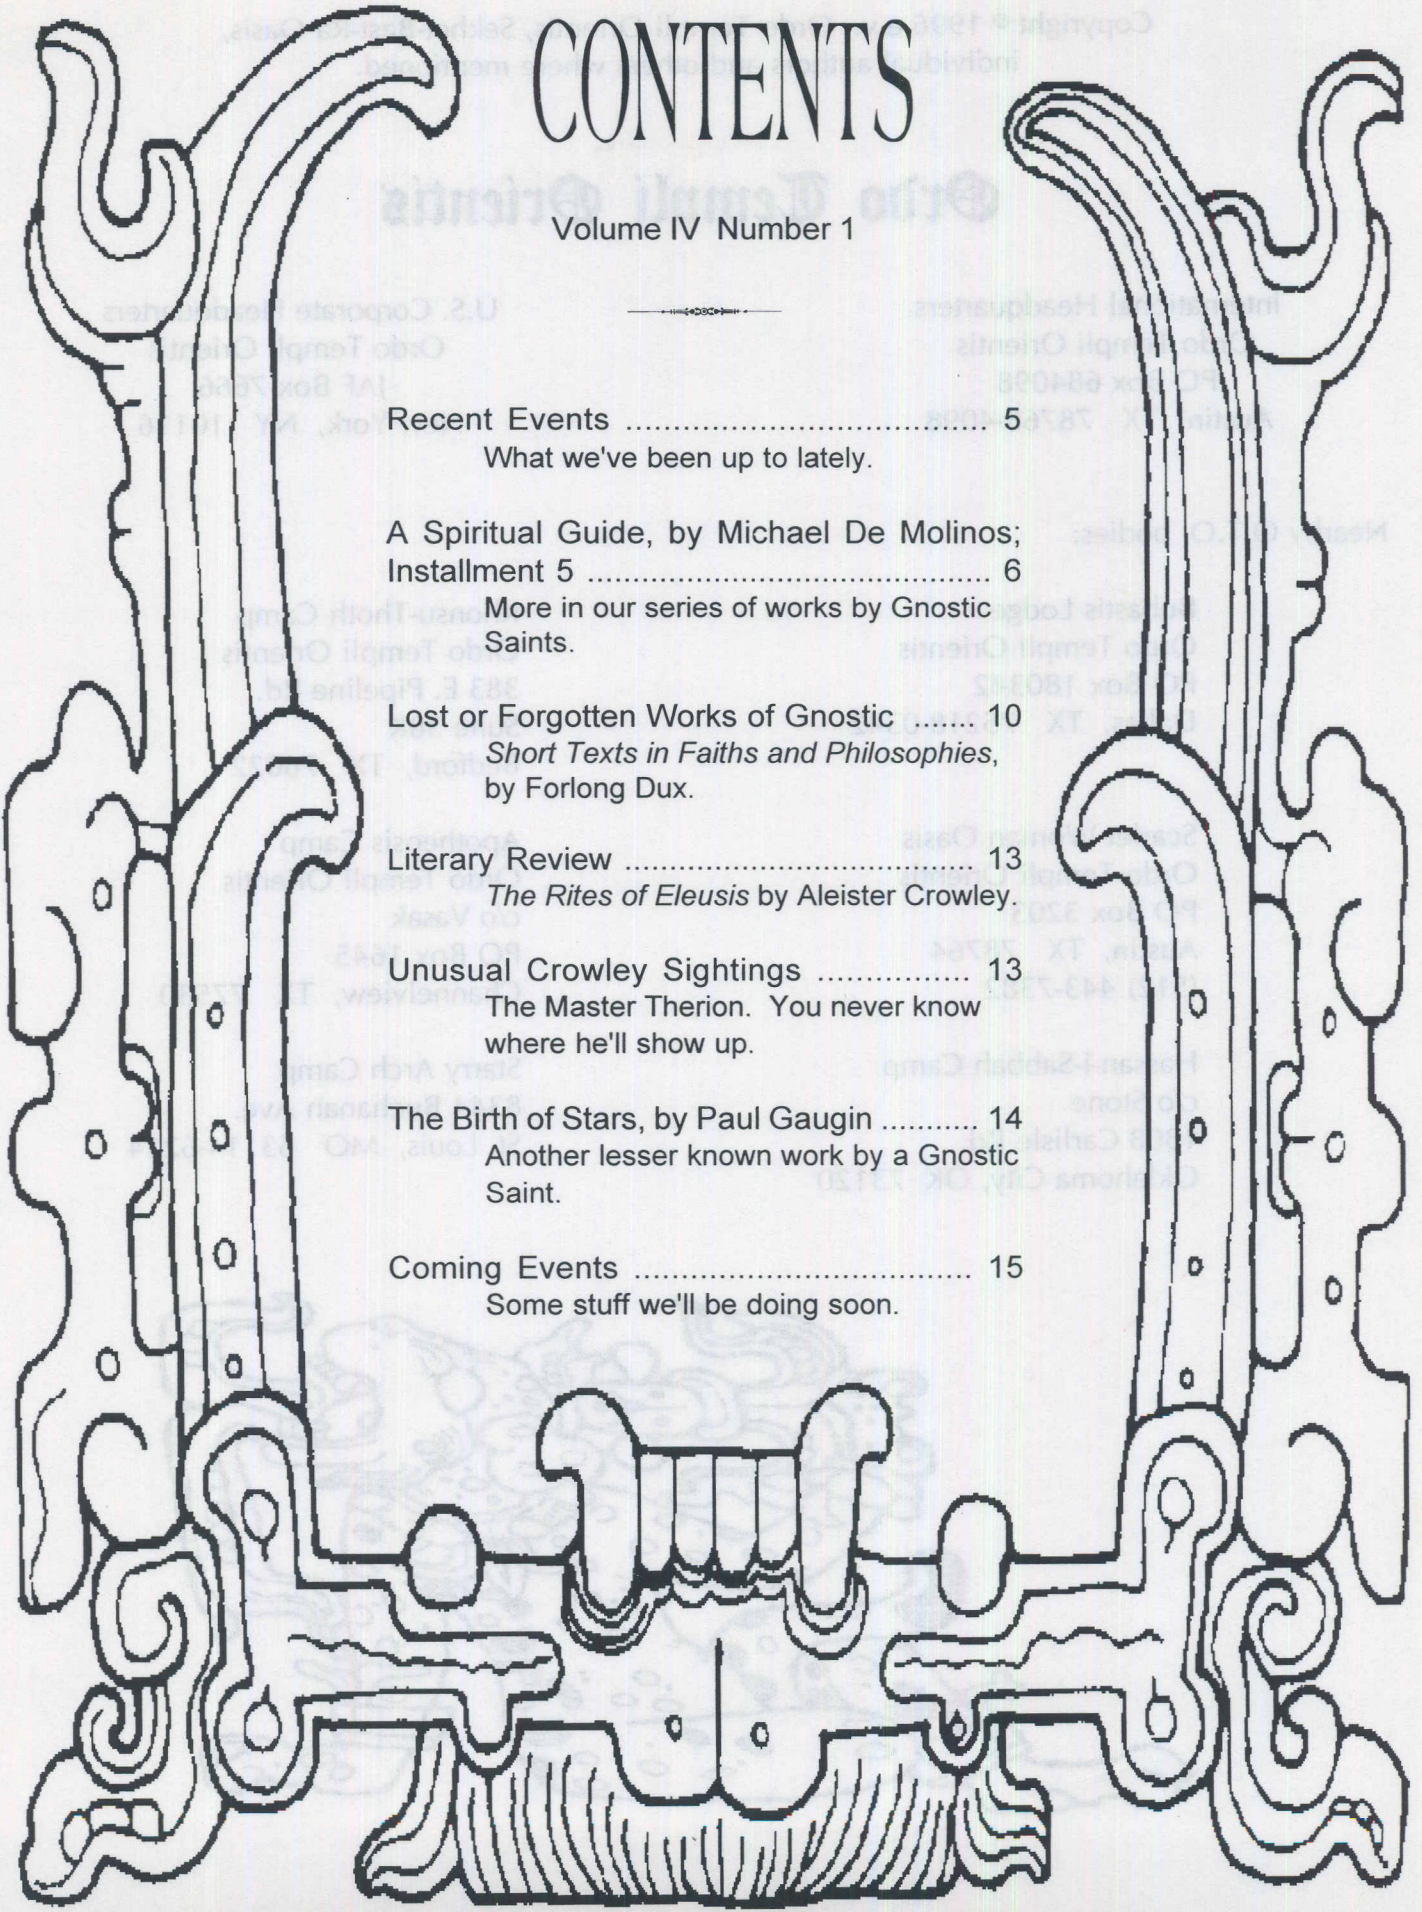 CONTENTS
Volume IV Number 1
Recent Events ...................................... 5
What we've been up to lately.
A Spiritual Guide, by Michael De Molinos;
Installment 5 .......................................... 6
More in our series of works by Gnostic
Saints.
Lost or Forgotten Works of Gnostic ......... 10
Short Texts in Faiths and Philosophies,
by Forlong Dux.
Literary Review .................................... 13
The Rites of Eleusis by Aleister Crowley.
Unusual Crowley Sightings ................ 13
The Master Therion. You never know
where he'll show up.
The Birth of Stars, by Paul Gaugin .......... 14
Another lesser known work by a Gnostic
Saint.
Coming Events .................................. 15
Some stuff we'll be doing soon.